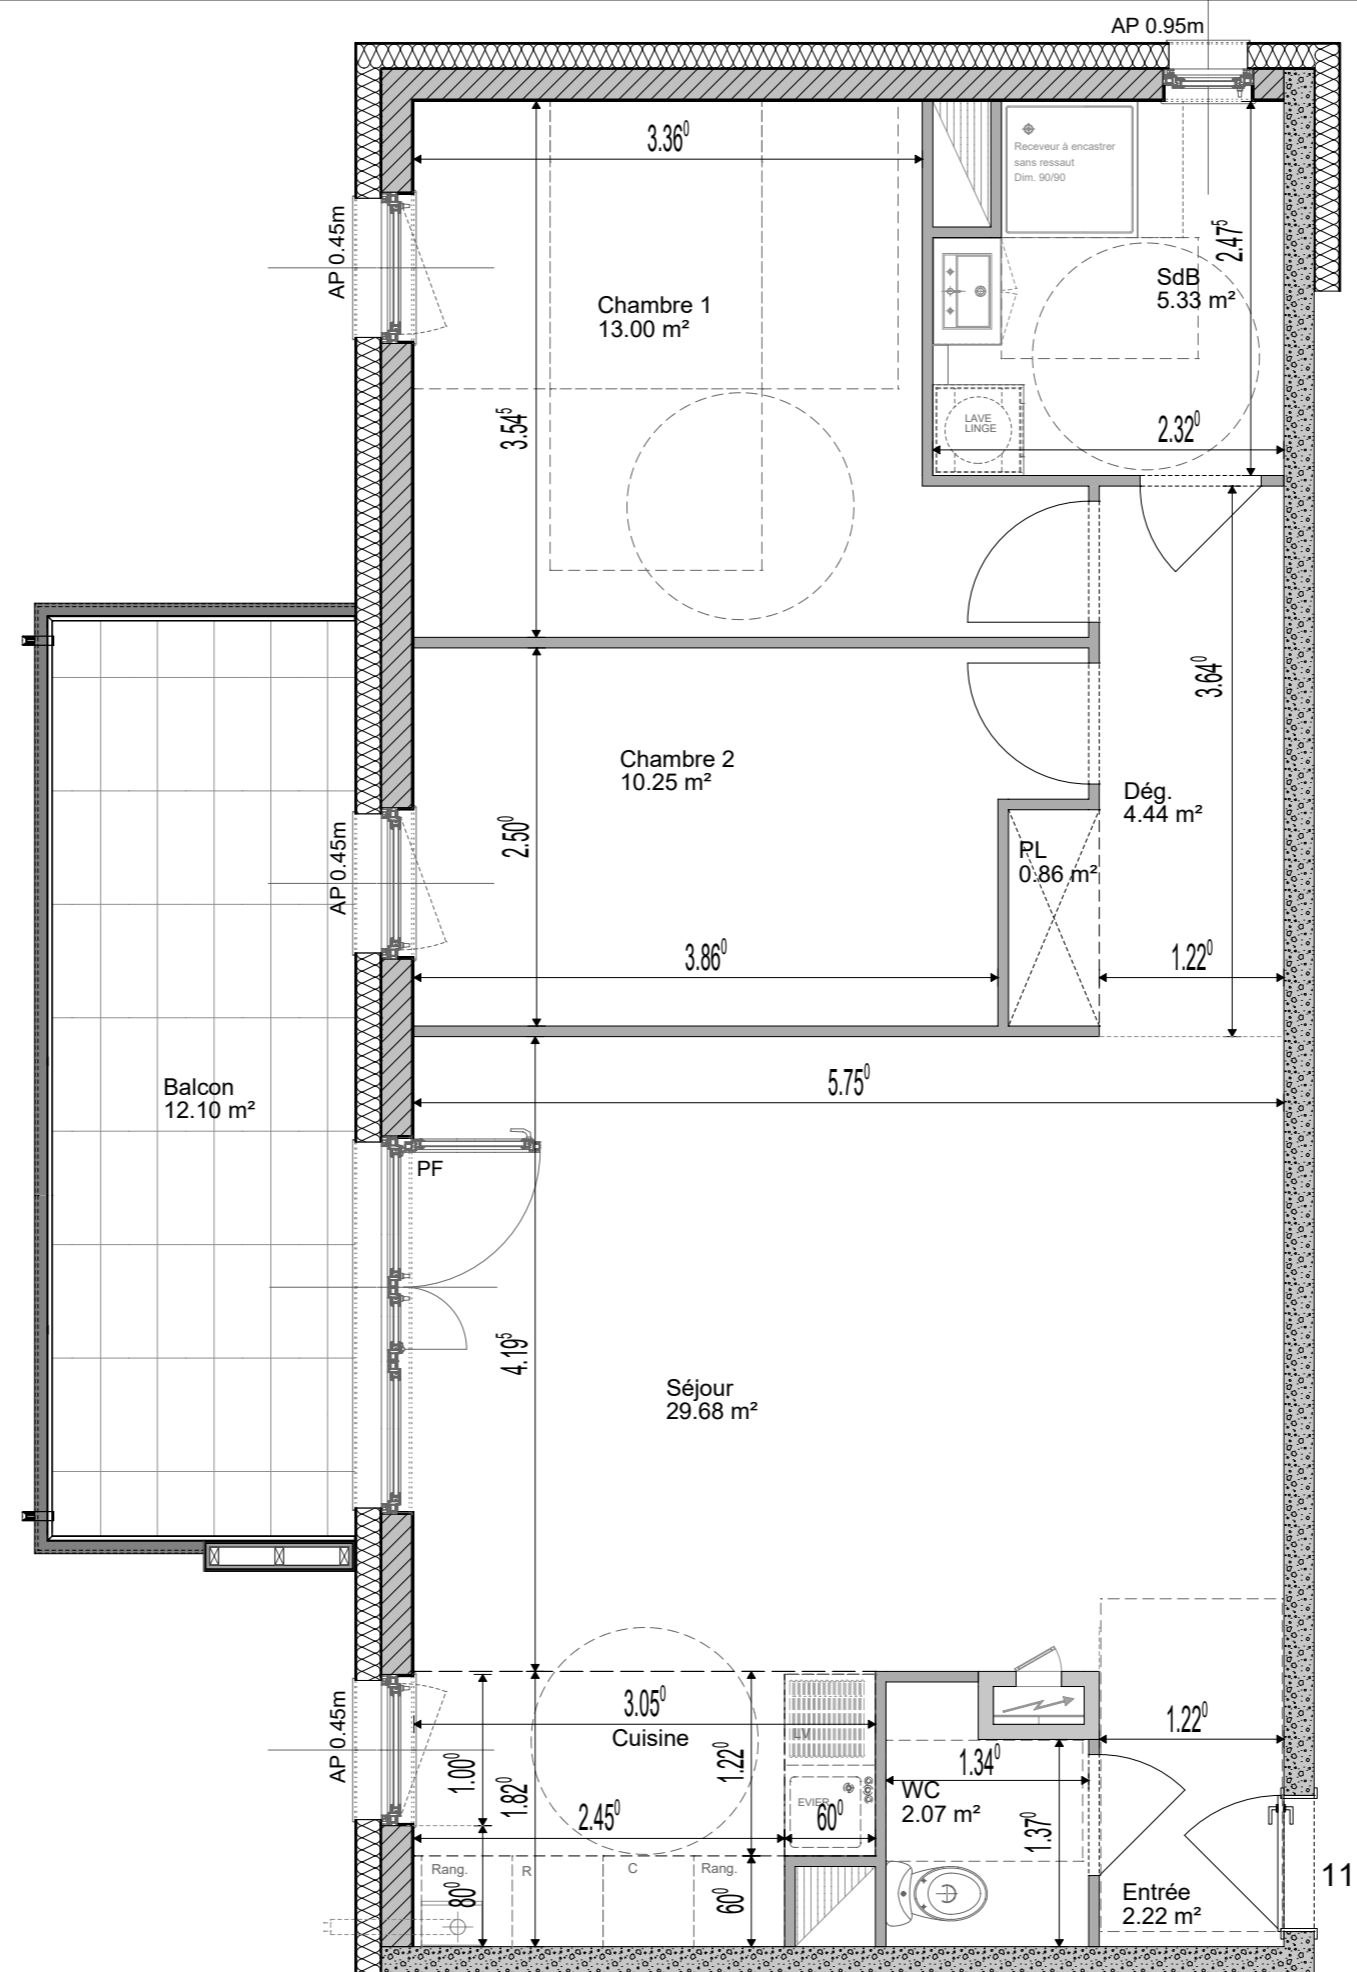 AP 0.95m
3.36⁰
Receveur à encastrer
sans ressaut
Dim. 90/90
AP 0.45m
2.47⁵
SdB
5.33 m²
Chambre 1
13.00 m²
3.54⁵
LAVE
LINGE
2.32⁰
3.64⁰
Chambre 2
10.25 m²
Dég.
4.44 m²
AP 0.45m
2.50⁰
PL
0.86 m²
3.86⁰
1.22⁰
5.75⁰
Balcon
12.10 m²
PF
4.19⁵
Séjour
29.68 m²
AP 0.45m
3.05⁰
Cuisine
1.22⁰
1.00⁰
1.82⁰
1.22⁰
LV
1.34⁰
WC
2.07 m²
EVIER
2.45⁰
60⁰
1.37⁰
Rang.
R
C
Rang.
80⁰
60⁰
Entrée
2.22 m²
11